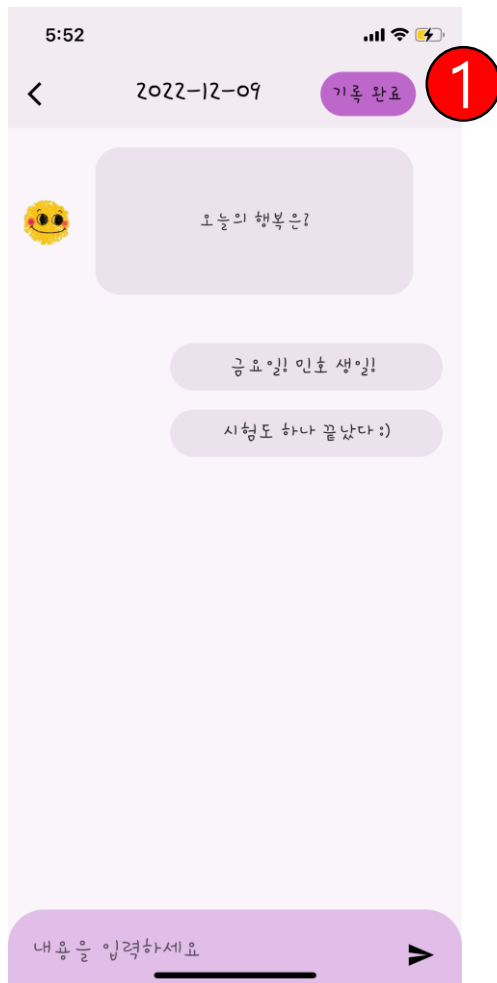 5:52
2022-12-09
기록 완료
1
오늘의 행복은?
금요일! 민호 생일!
시험도 하나 끝났다 :)
내용을 입력하세요